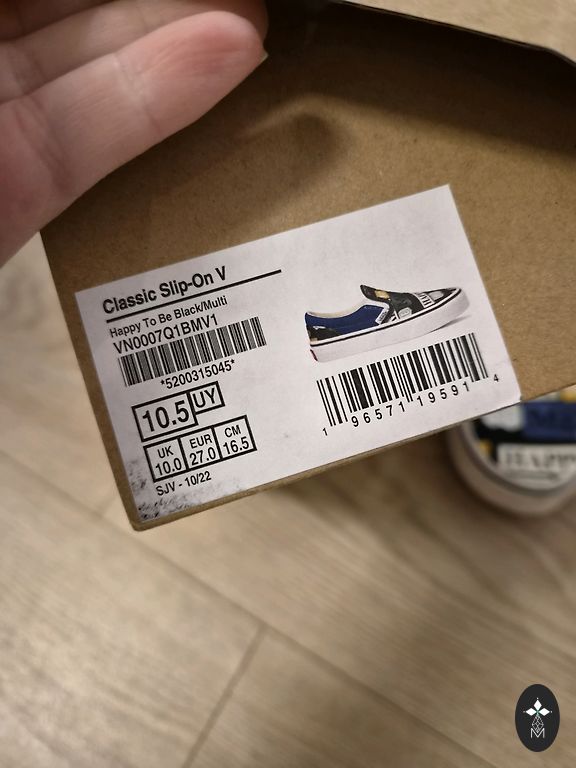 Classic Slip-On V
Happy To Be Black/Multi
VN0007Q1BMV1
*5200315045*
10.5 UY
UK 10.0
EUR 27.0
CM 16.5
SJV - 10/22
1 96571 19591 4
M